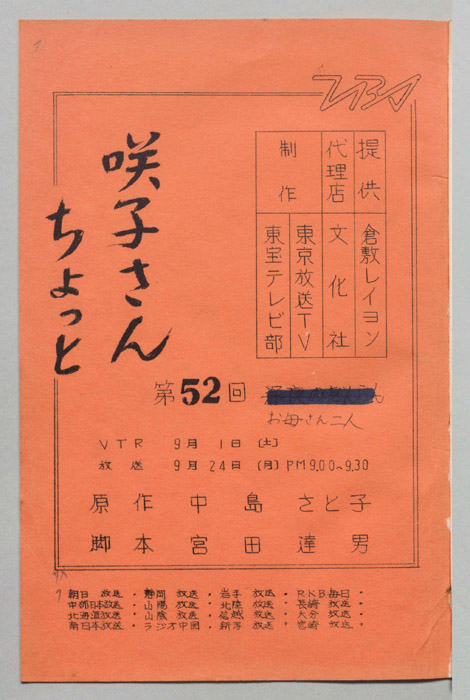 TBS
咲子さん
ちょっと
提供 倉敷レイヨン
代理店 文化社
制作 東京放送TV
東宝テレビ部
第52回
お母さん二人
VTR 9月1日(土)
放送 9月24日(月)PM9.00~9.30
原作 中島さと子
脚本 宮田達男
朝日放送・静岡放送・岩手放送・RKB毎日・
中部日本放送・山陽放送・北陸放送・長崎放送・
北海道放送・山陰放送・信越放送・大分放送・
南日本放送・ラジオ中国・新潟放送・宮崎放送・